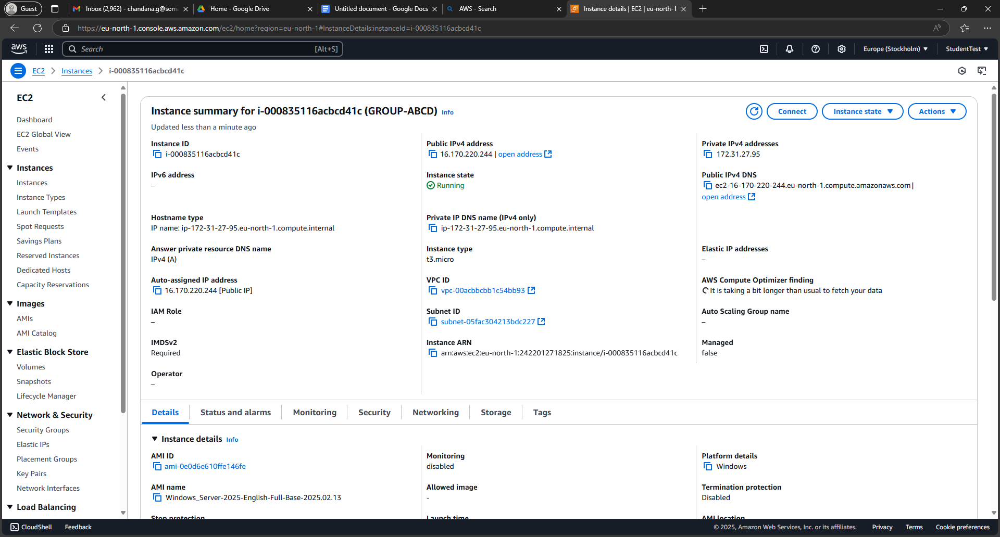 Guest
Inbox (2,962) - chandana.g@som
Home - Google Drive
Untitled document - Google Docs
AWS - Search
Instance details | EC2 | eu-north-1
https://eu-north-1.console.aws.amazon.com/ec2/home?region=eu-north-1#InstanceDetails:instanceId=i-000835116acbcd41c
aws
Search
[Alt+S]
Europe (Stockholm)
StudentTest
EC2
Instances
i-000835116acbcd41c
EC2
Dashboard
EC2 Global View
Events
Instances
Instances
Instance Types
Launch Templates
Spot Requests
Savings Plans
Reserved Instances
Dedicated Hosts
Capacity Reservations
Images
AMIs
AMI Catalog
Elastic Block Store
Volumes
Snapshots
Lifecycle Manager
Network & Security
Security Groups
Elastic IPs
Placement Groups
Key Pairs
Network Interfaces
Load Balancing
Instance summary for i-000835116acbcd41c (GROUP-ABCD) Info
Updated less than a minute ago
Connect
Instance state
Actions
Instance ID
i-000835116acbcd41c
Public IPv4 address
16.170.220.244 | open address
Private IPv4 addresses
172.31.27.95
IPv6 address
–
Instance state
Running
Public IPv4 DNS
ec2-16-170-220-244.eu-north-1.compute.amazonaws.com |
open address
Hostname type
IP name: ip-172-31-27-95.eu-north-1.compute.internal
Private IP DNS name (IPv4 only)
ip-172-31-27-95.eu-north-1.compute.internal
Answer private resource DNS name
IPv4 (A)
Instance type
t3.micro
Elastic IP addresses
–
Auto-assigned IP address
16.170.220.244 [Public IP]
VPC ID
vpc-00acbbcbb1c54bb93
AWS Compute Optimizer finding
It is taking a bit longer than usual to fetch your data
IAM Role
–
Subnet ID
subnet-05fac304213bdc227
Auto Scaling Group name
–
IMDSv2
Required
Instance ARN
arn:aws:ec2:eu-north-1:242201271825:instance/i-000835116acbcd41c
Managed
false
Operator
–
Details
Status and alarms
Monitoring
Security
Networking
Storage
Tags
Instance details Info
AMI ID
ami-0e0d6e610ffe146fe
Monitoring
disabled
Platform details
Windows
AMI name
Windows_Server-2025-English-Full-Base-2025.02.13
Allowed image
-
Termination protection
Disabled
Stop protection
Launch time
AMI location
CloudShell
Feedback
© 2025, Amazon Web Services, Inc. or its affiliates.
Privacy
Terms
Cookie preferences